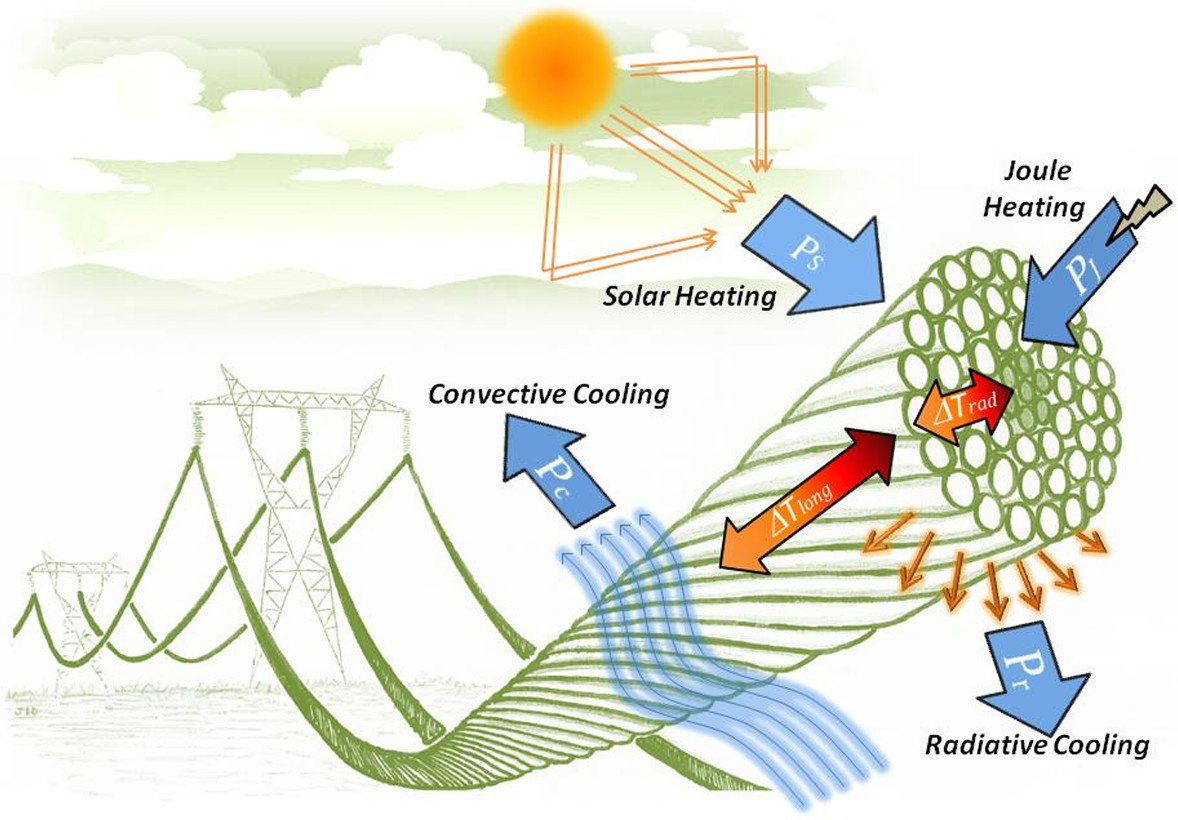 Joule
Heating
P_J
P_S
Solar Heating
Convective Cooling
P_c
ΔT_rad
ΔT_long
P_r
Radiative Cooling